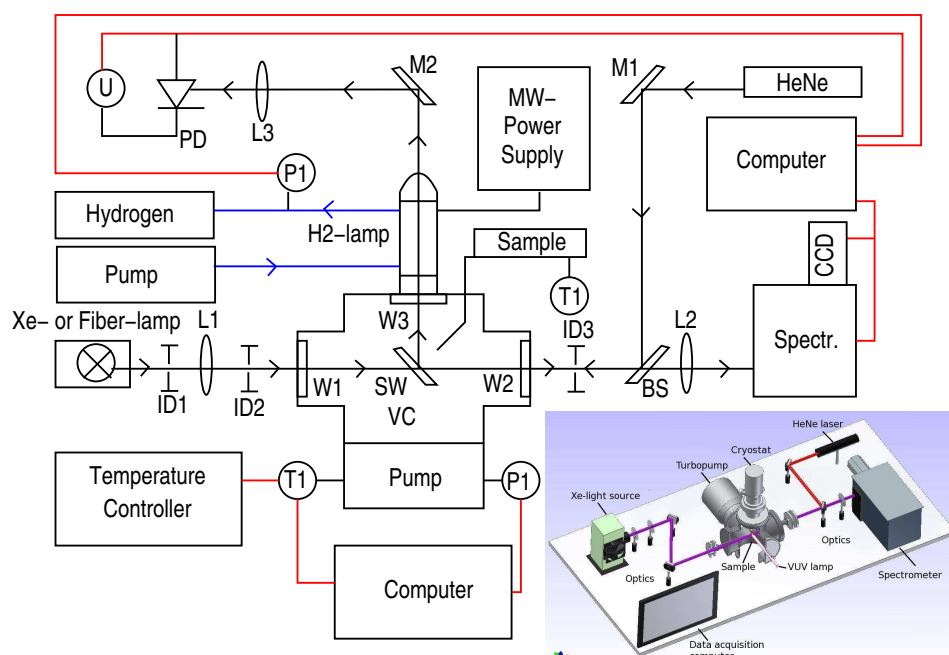 U
PD
L3
M2
MW-
Power
Supply
M1
HeNe
Computer
P1
Hydrogen
H2-lamp
Pump
Sample
T1
CCD
Spectr.
Xe- or Fiber-lamp
L1
ID1
ID2
W1
W3
SW
VC
W2
ID3
BS
L2
Temperature
Controller
T1
Pump
P1
Computer
HeNe laser
Cryostat
Turbopump
Xe-light source
Optics
Sample
VUV lamp
Optics
Spectrometer
Data acquisition